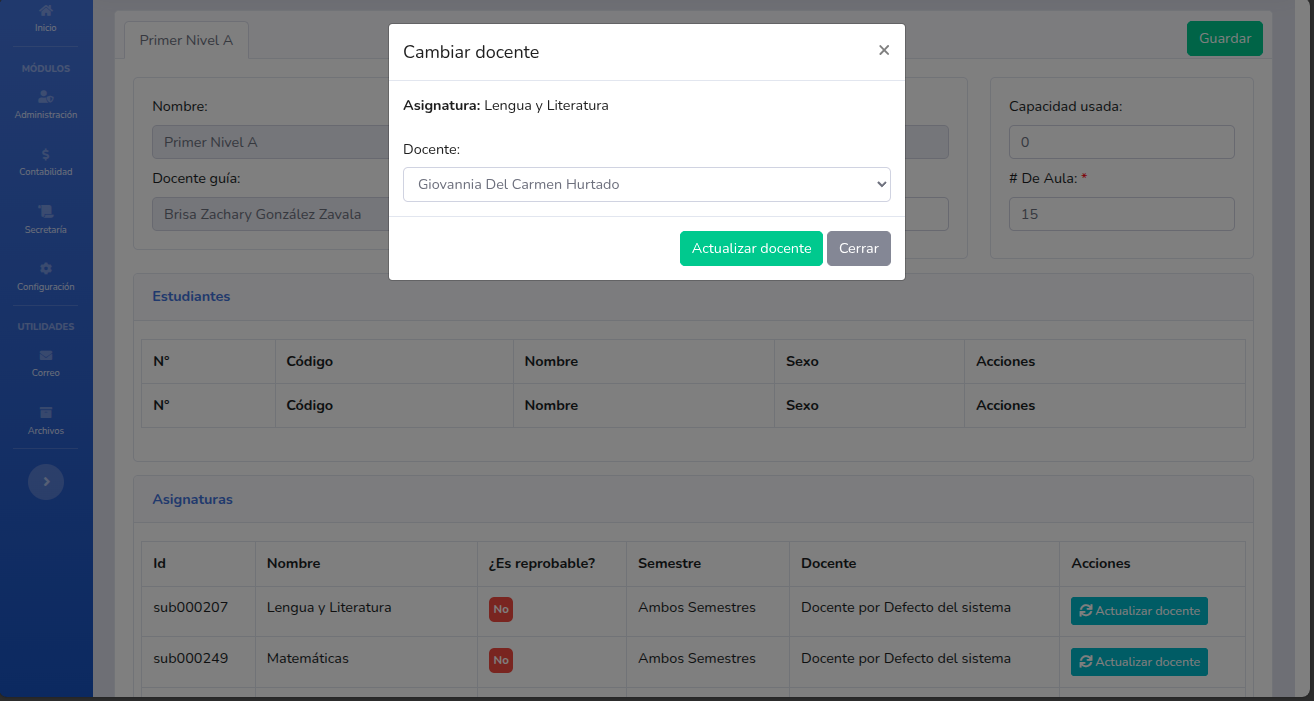 Inicio
MÓDULOS
Administración
Contabilidad
Secretaría
Configuración
UTILIDADES
Correo
Archivos
Primer Nivel A
Guardar
Cambiar docente
×
Asignatura: Lengua y Literatura
Docente:
Giovannia Del Carmen Hurtado
Actualizar docente Cerrar
Nombre:
Primer Nivel A
Docente guía:
Brisa Zachary González Zavala
Capacidad usada:
0
# De Aula: *
15
Estudiantes
N° Código Nombre Sexo Acciones
N° Código Nombre Sexo Acciones
Asignaturas
Id Nombre ¿Es reprobable? Semestre Docente Acciones
sub000207 Lengua y Literatura No Ambos Semestres Docente por Defecto del sistema Actualizar docente
sub000249 Matemáticas No Ambos Semestres Docente por Defecto del sistema Actualizar docente